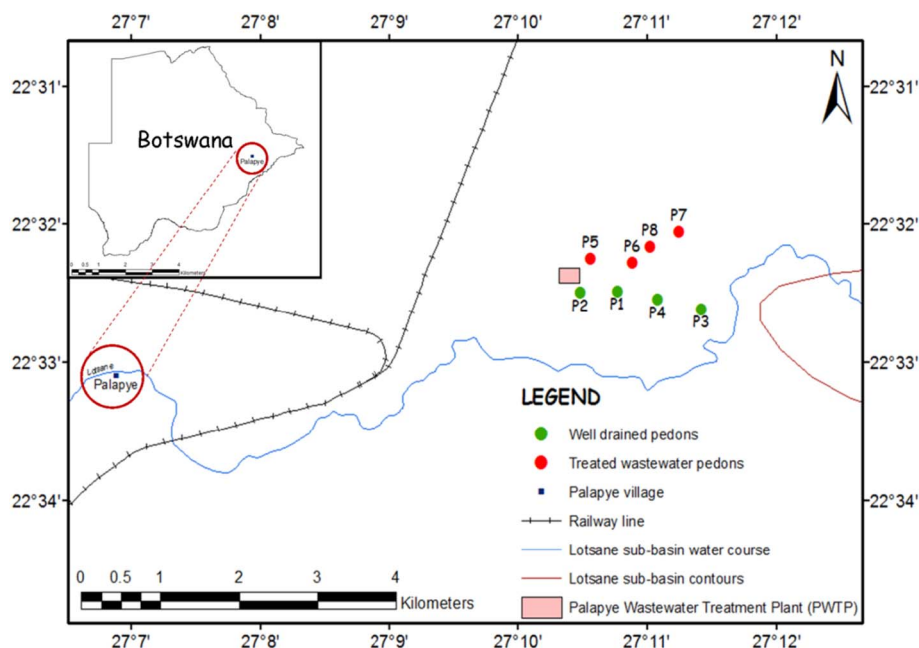 27°7' 27°8' 27°9' 27°10' 27°11' 27°12'
22°31' 22°31'
N
Botswana
Palapye
22°32' 22°32'
P7
P8
P5 P6
0 0.5 1 2 3 4
Kilometers
P2 P1 P4 P3
22°33' 22°33'
Lotsane
Palapye
LEGEND
Well drained pedons
Treated wastewater pedons
Palapye village
22°34' 22°34'
Railway line
Lotsane sub-basin water course
Lotsane sub-basin contours
0 0.5 1 2 3 4
Kilometers
Palapye Wastewater Treatment Plant (PWTP)
27°7' 27°8' 27°9' 27°10' 27°11' 27°12'